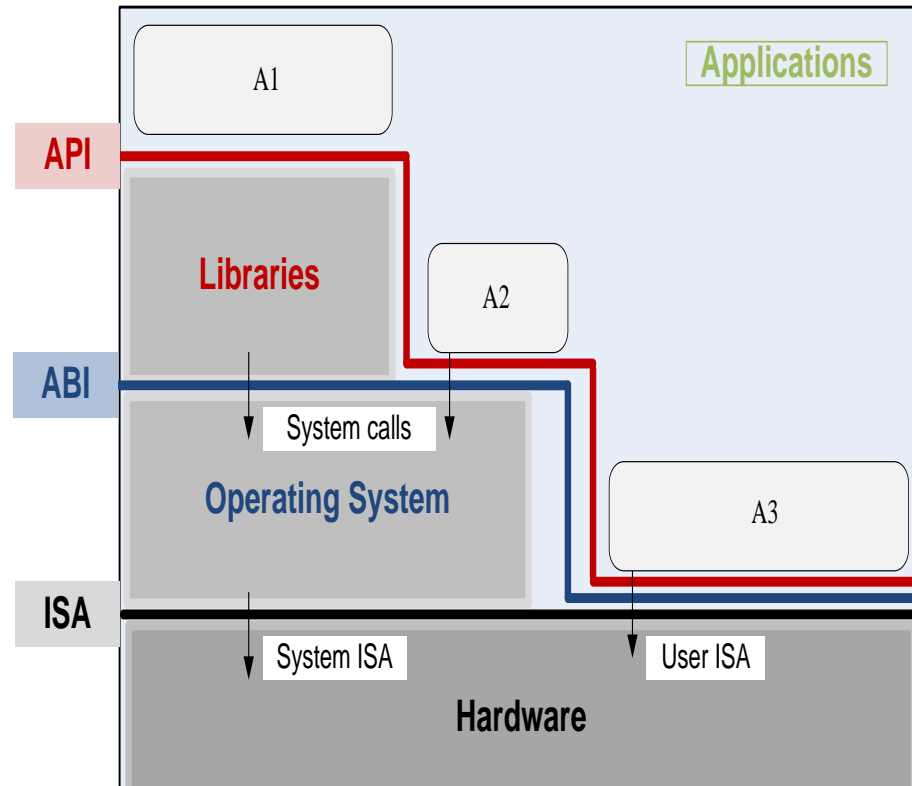 Applications
A1
API
Libraries
A2
ABI
System calls
Operating System
A3
ISA
System ISA
User ISA
Hardware